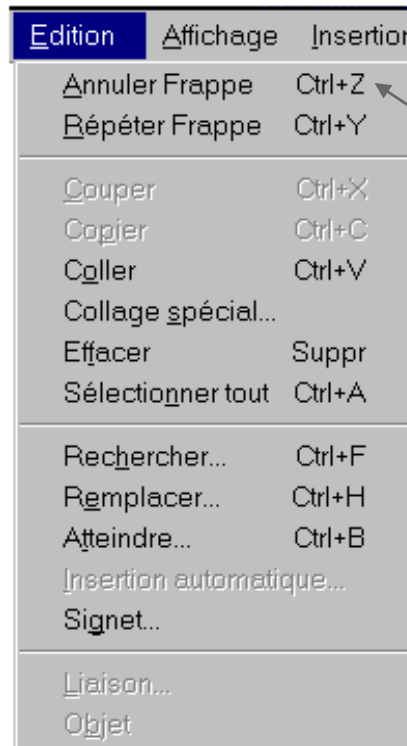 Edition Affichage Insertion
Annuler Frappe Ctrl+Z
Répéter Frappe Ctrl+Y
Couper Ctrl+X
Copier Ctrl+C
Coller Ctrl+V
Collage spécial...
Effacer Suppr
Sélectionner tout Ctrl+A
Rechercher... Ctrl+F
Remplacer... Ctrl+H
Atteindre... Ctrl+B
Insertion automatique...
Signet...
Liaison...
Objet